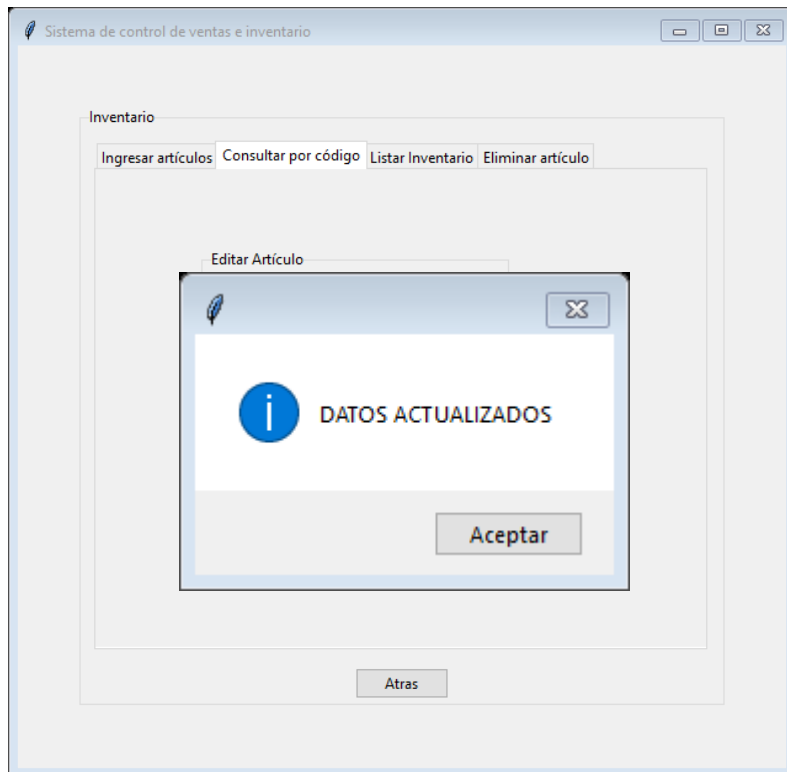 Sistema de control de ventas e inventario
Inventario
Ingresar artículos Consultar por código Listar Inventario Eliminar artículo
Editar Artículo
i DATOS ACTUALIZADOS
Aceptar
Atras